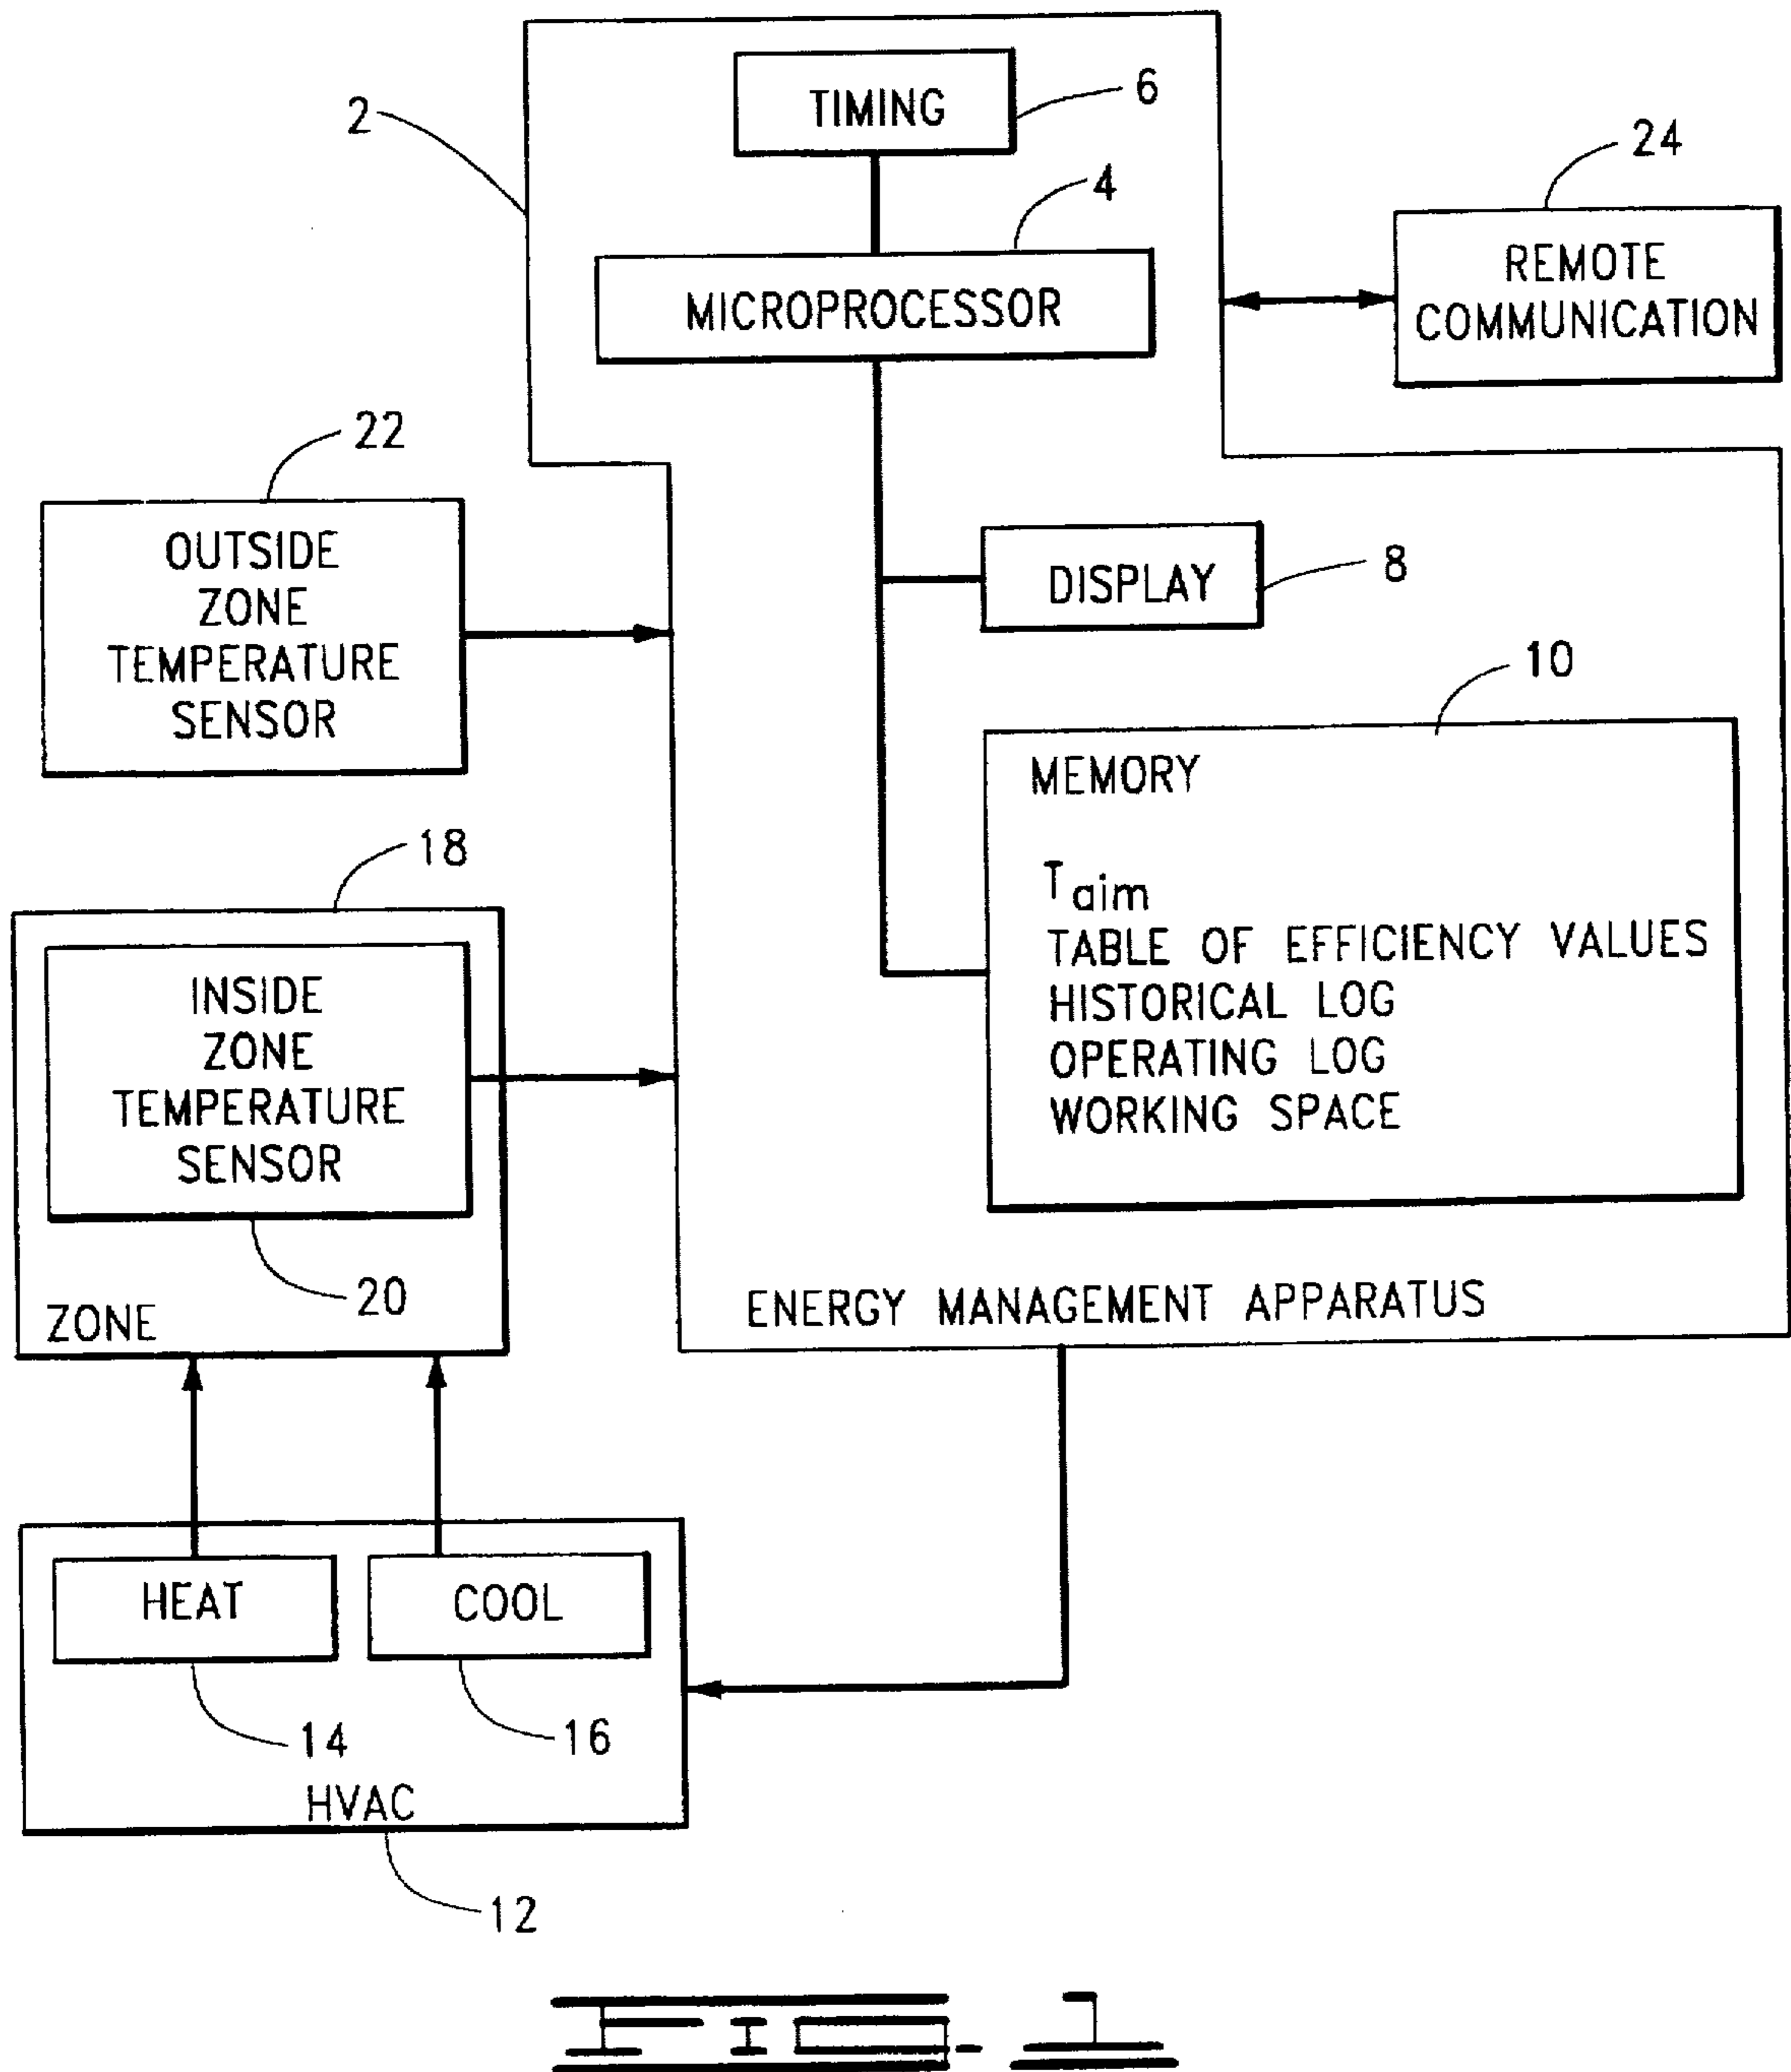 TIMING
6
2
4
24
MICROPROCESSOR
REMOTE
COMMUNICATION
22
OUTSIDE
ZONE
TEMPERATURE
SENSOR
DISPLAY
8
10
MEMORY
Taim
TABLE OF EFFICIENCY VALUES
HISTORICAL LOG
OPERATING LOG
WORKING SPACE
18
INSIDE
ZONE
TEMPERATURE
SENSOR
20
ZONE
ENERGY MANAGEMENT APPARATUS
HEAT
COOL
14
16
HVAC
12
FIG. 1